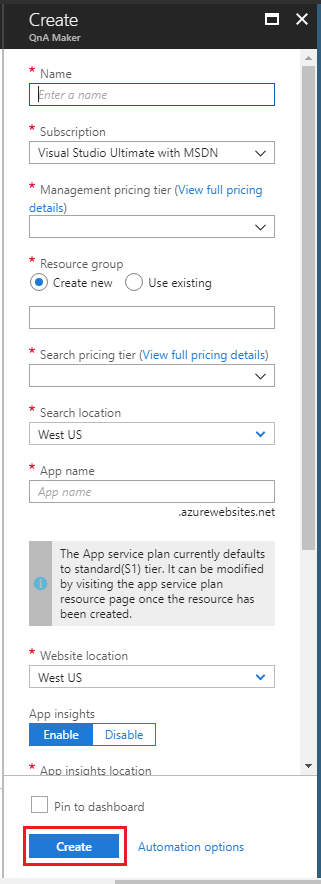 Create
QnA Maker
* Name
Enter a name
* Subscription
Visual Studio Ultimate with MSDN
* Management pricing tier (View full pricing
details)
* Resource group
Create new Use existing
* Search pricing tier (View full pricing details)
* Search location
West US
* App name
App name
.azurewebsites.net
The App service plan currently defaults
to standard(S1) tier. It can be modified
by visiting the app service plan
resource page once the resource has
been created.
* Website location
West US
App insights
Enable Disable
* App insights location
Pin to dashboard
Create Automation options